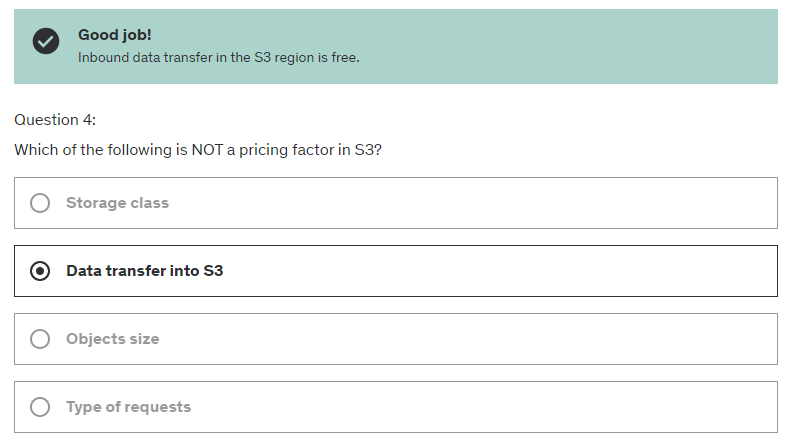 Good job!
Inbound data transfer in the S3 region is free.
Question 4:
Which of the following is NOT a pricing factor in S3?
Storage class
Data transfer into S3
Objects size
Type of requests